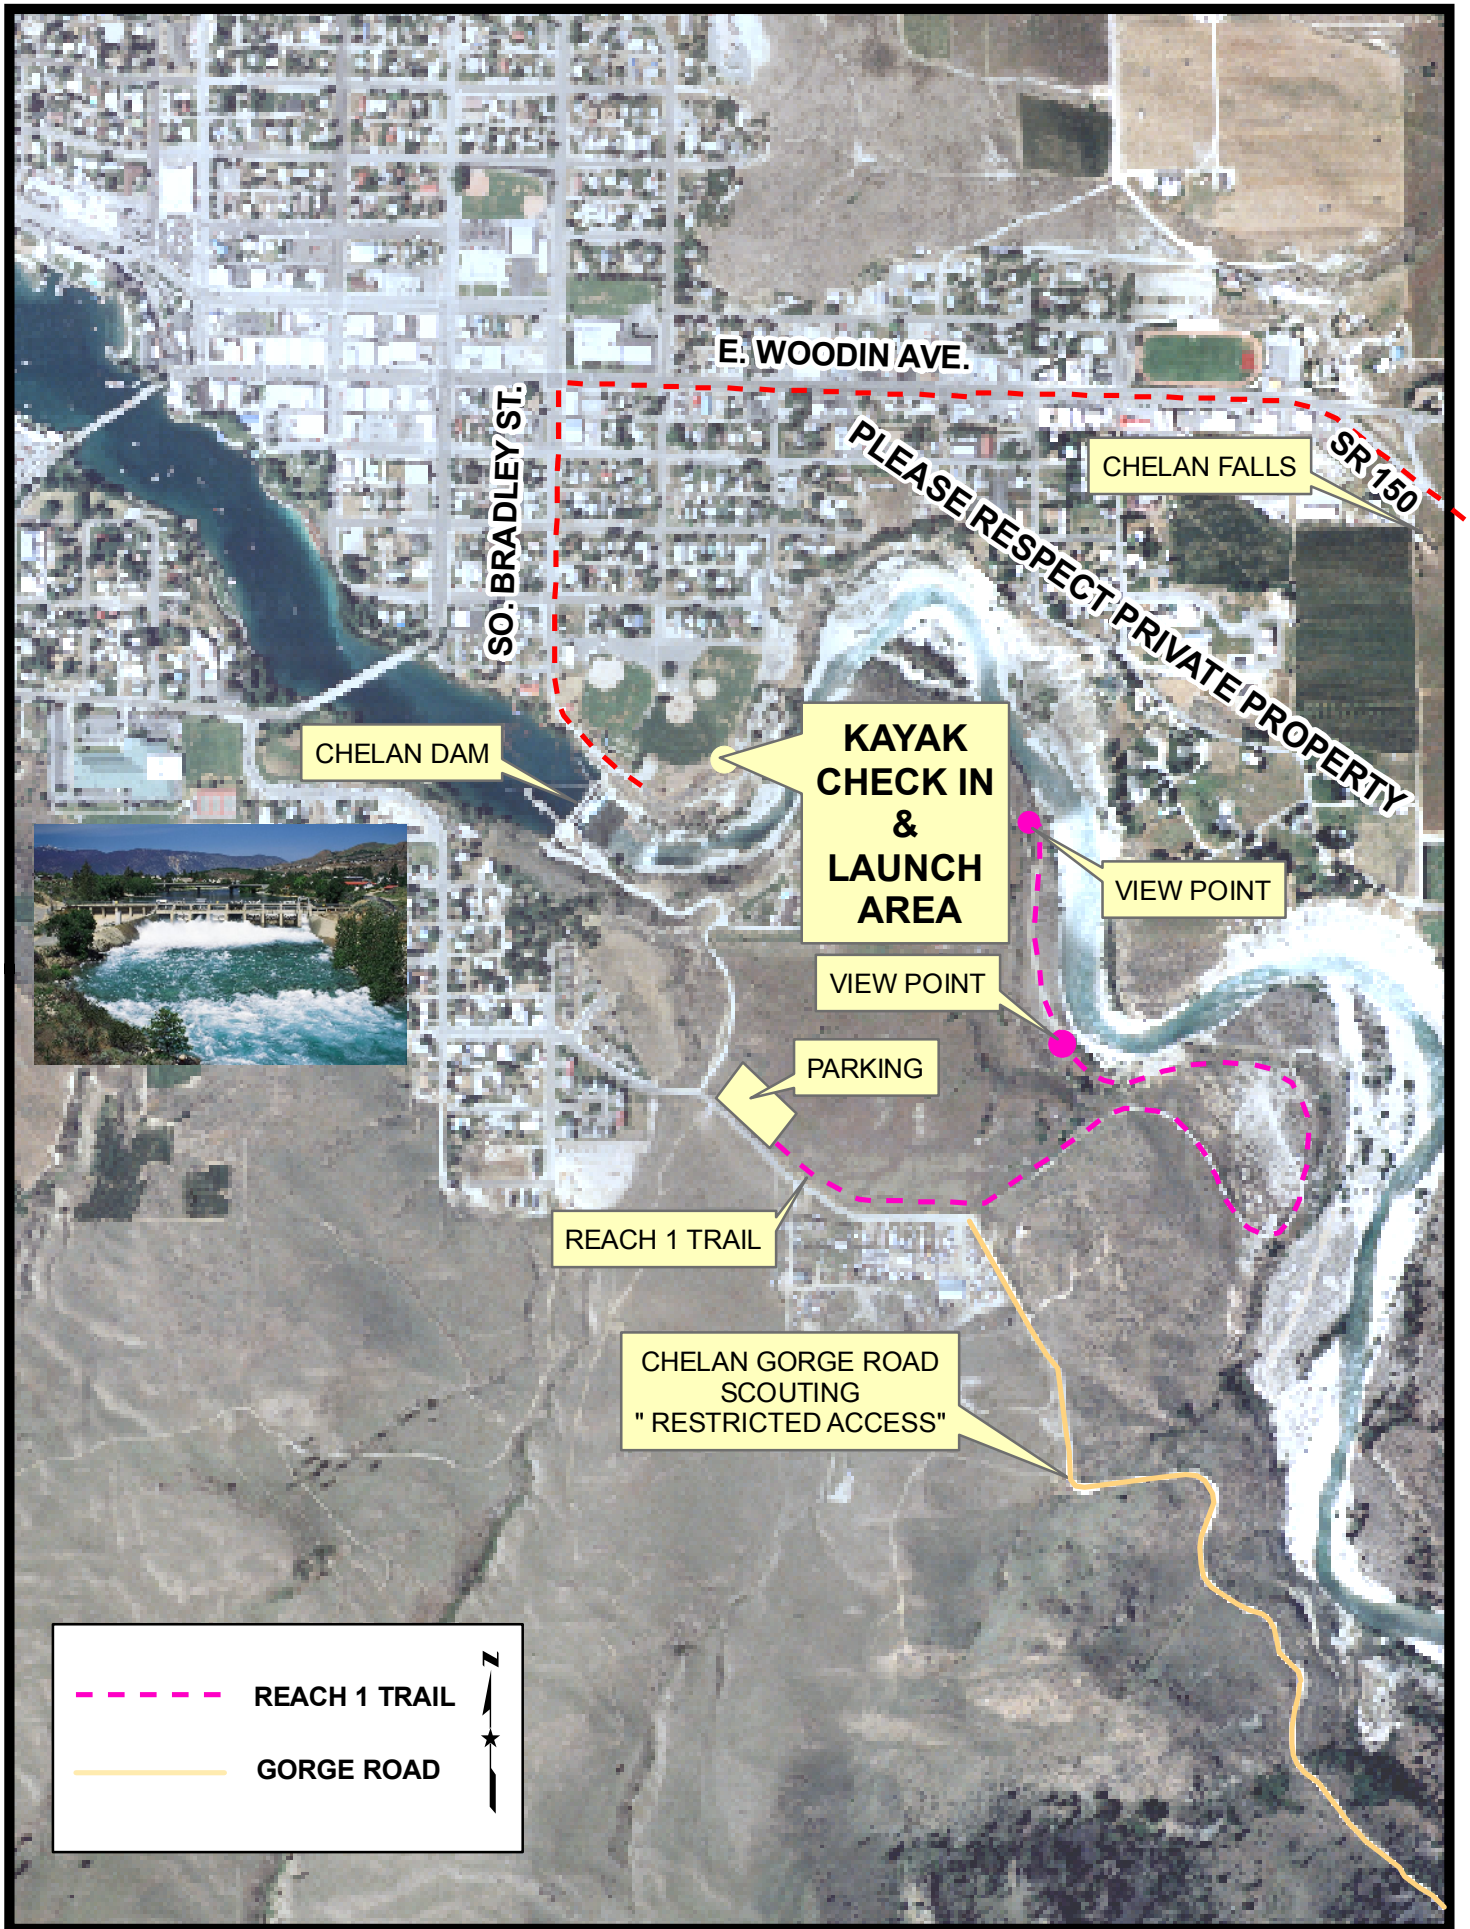 E. WOODIN AVE.
SO. BRADLEY ST.
SR 150
CHELAN FALLS
PLEASE RESPECT PRIVATE PROPERTY
CHELAN DAM
KAYAK
CHECK IN
&
LAUNCH
AREA
VIEW POINT
VIEW POINT
PARKING
REACH 1 TRAIL
CHELAN GORGE ROAD
SCOUTING
" RESTRICTED ACCESS"
N
REACH 1 TRAIL
GORGE ROAD